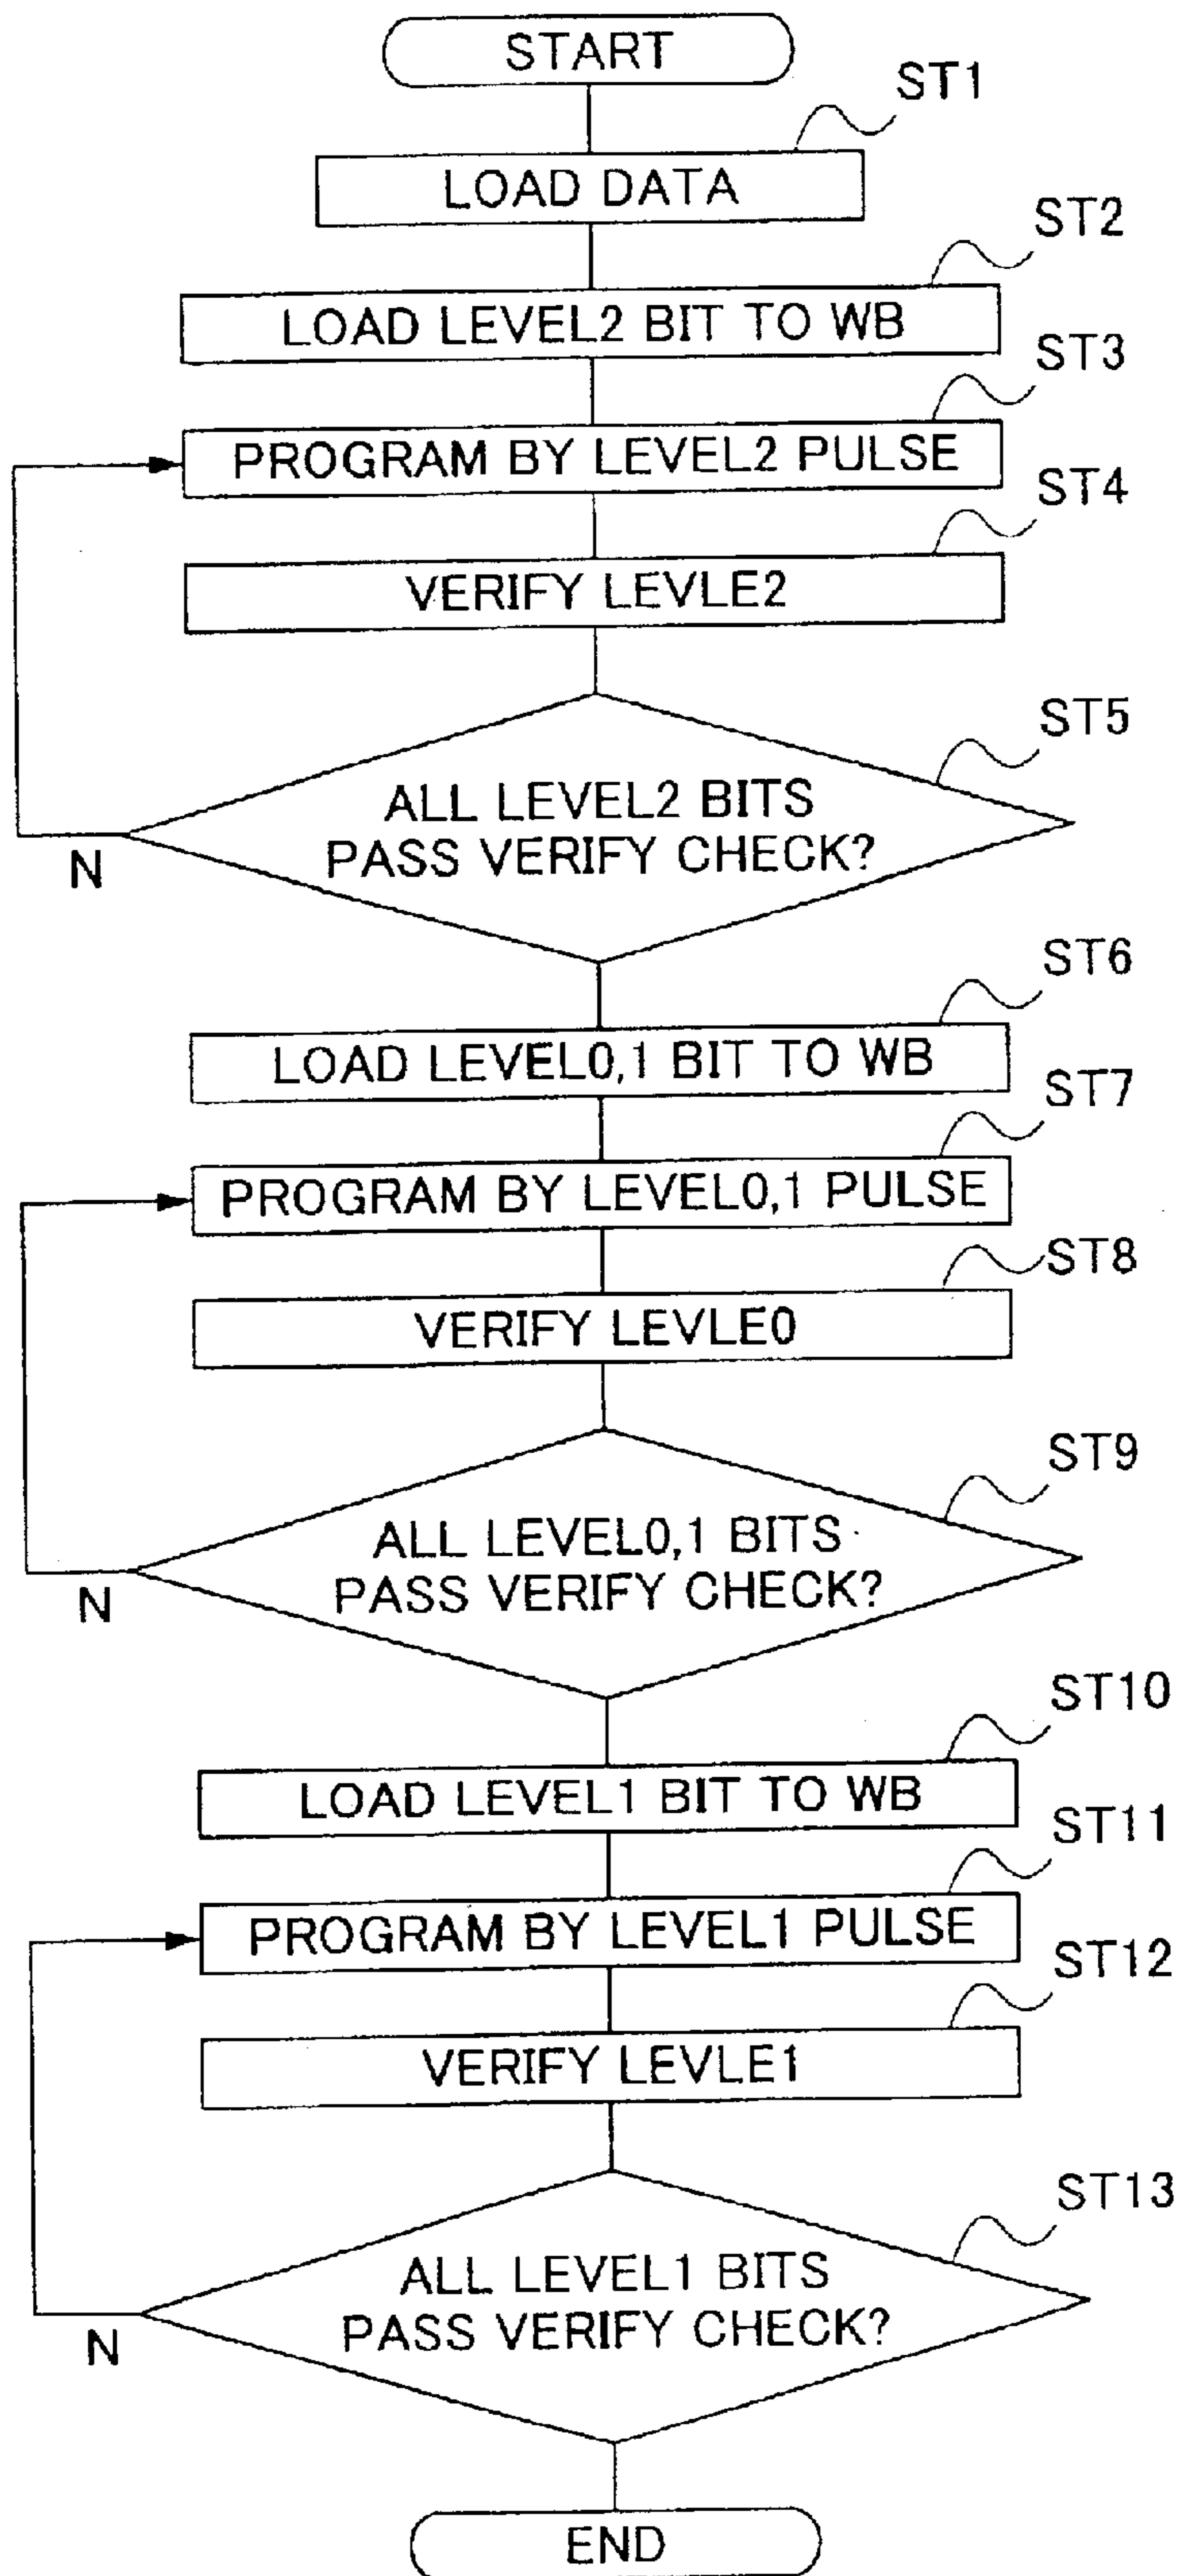 START
ST1
LOAD DATA
ST2
LOAD LEVEL2 BIT TO WB
ST3
PROGRAM BY LEVEL2 PULSE
ST4
VERIFY LEVLE2
ST5
ALL LEVEL2 BITS
PASS VERIFY CHECK?
N
ST6
LOAD LEVEL0,1 BIT TO WB
ST7
PROGRAM BY LEVEL0,1 PULSE
ST8
VERIFY LEVLE0
ST9
ALL LEVEL0,1 BITS
PASS VERIFY CHECK?
N
ST10
LOAD LEVEL1 BIT TO WB
ST11
PROGRAM BY LEVEL1 PULSE
ST12
VERIFY LEVLE1
ST13
ALL LEVEL1 BITS
PASS VERIFY CHECK?
N
END